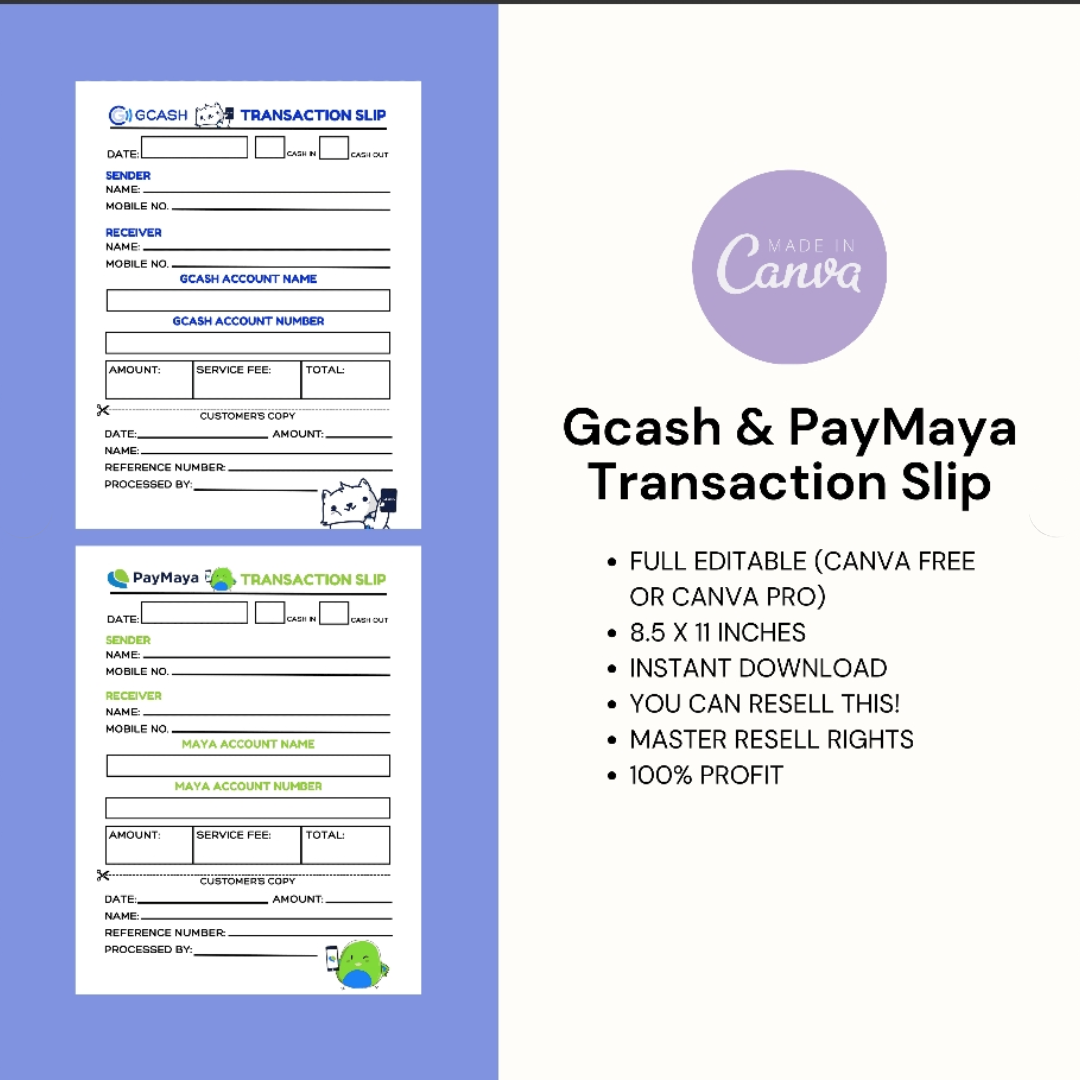 GCASH TRANSACTION SLIP
DATE: CASH IN CASH OUT
SENDER
NAME:
MOBILE NO.
RECEIVER
NAME:
MOBILE NO.
GCASH ACCOUNT NAME
GCASH ACCOUNT NUMBER
AMOUNT: SERVICE FEE: TOTAL:
CUSTOMER'S COPY
DATE: AMOUNT:
NAME:
REFERENCE NUMBER:
PROCESSED BY:
PayMaya TRANSACTION SLIP
DATE: CASH IN CASH OUT
SENDER
NAME:
MOBILE NO.
RECEIVER
NAME:
MOBILE NO.
MAYA ACCOUNT NAME
MAYA ACCOUNT NUMBER
AMOUNT: SERVICE FEE: TOTAL:
CUSTOMER'S COPY
DATE: AMOUNT:
NAME:
REFERENCE NUMBER:
PROCESSED BY:
MADE IN
Canva
Gcash & PayMaya
Transaction Slip
• FULL EDITABLE (CANVA FREE
OR CANVA PRO)
• 8.5 X 11 INCHES
• INSTANT DOWNLOAD
• YOU CAN RESELL THIS!
• MASTER RESELL RIGHTS
• 100% PROFIT